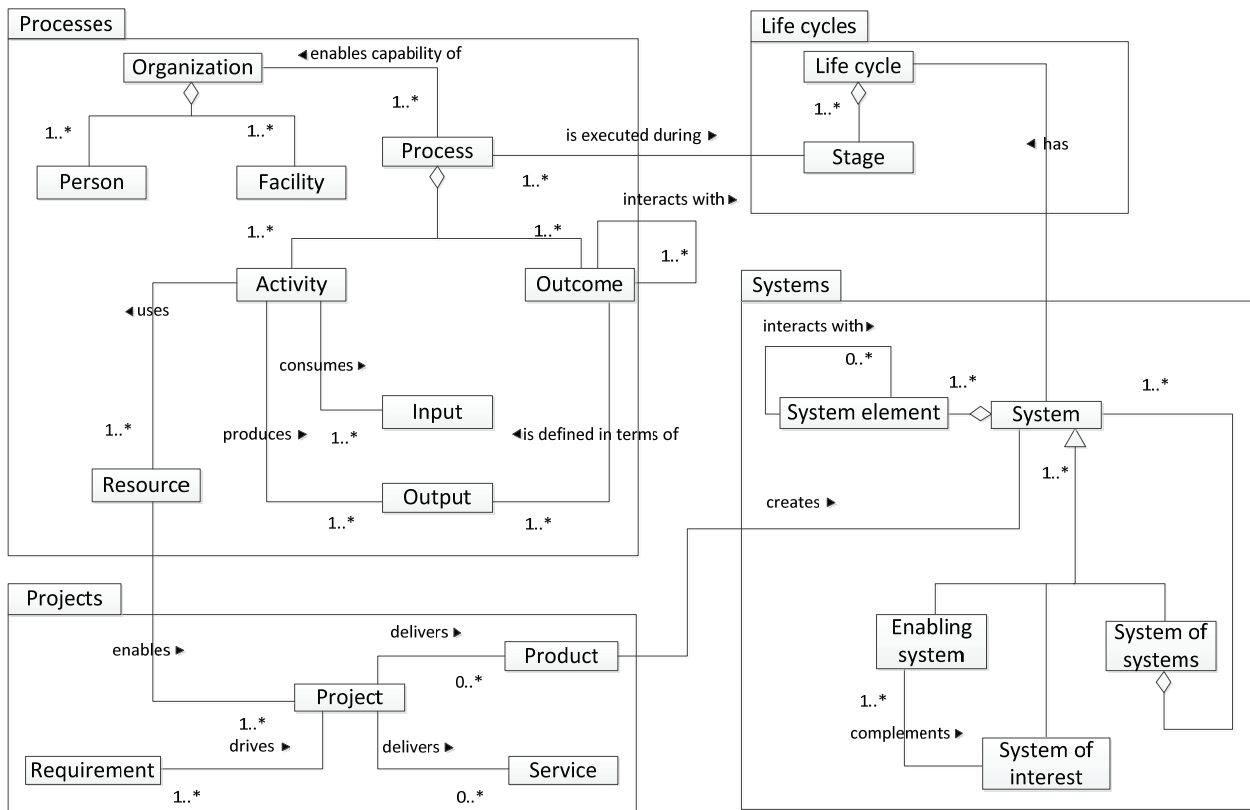 Processes
◄enables capability of
Organization
1..*
1..*
1..*
Process
Person
Facility
1..*
1..*
1..*
Activity
Outcome
interacts with ►
1..*
◄uses
consumes ►
Input
1..*
produces ►
1..*
◄is defined in terms of
Resource
Output
1..*
1..*
is executed during ►
Life cycles
Life cycle
1..*
Stage
◄ has
Systems
interacts with►
0..*
System element
1..*
System
1..*
1..*
creates ►
Enabling
system
System of
systems
1..*
complements ►
System of
interest
Projects
enables ►
delivers ►
Product
0..*
Project
1..*
drives ►
delivers ►
Requirement
1..*
Service
0..*